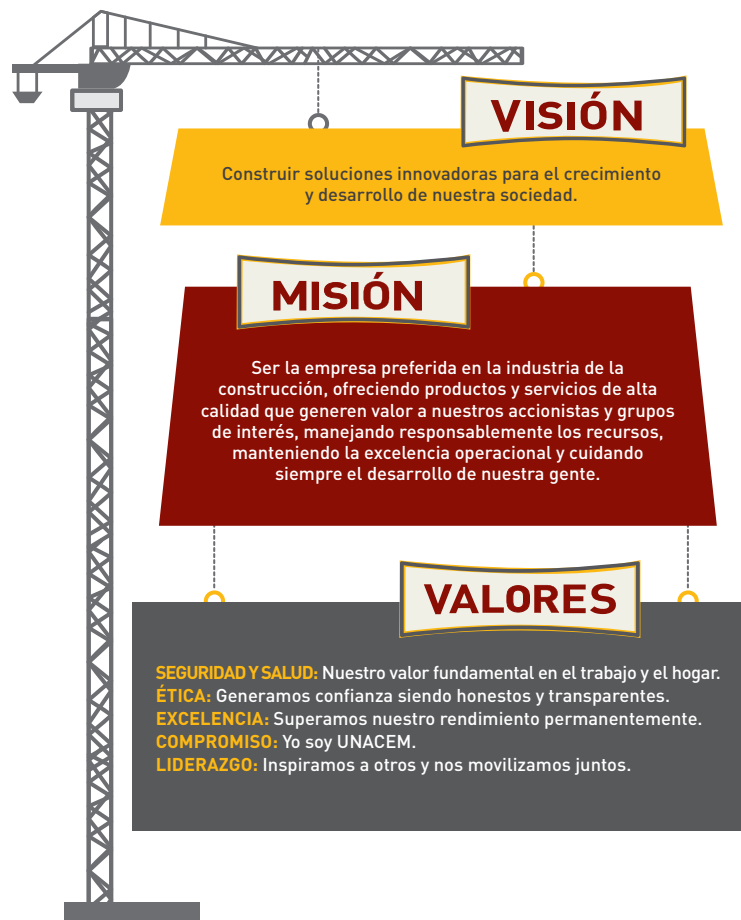 VISIÓN
Construir soluciones innovadoras para el crecimiento
y desarrollo de nuestra sociedad.
MISIÓN
Ser la empresa preferida en la industria de la
construcción, ofreciendo productos y servicios de alta
calidad que generen valor a nuestros accionistas y grupos
de interés, manejando responsablemente los recursos,
manteniendo la excelencia operacional y cuidando
siempre el desarrollo de nuestra gente.
VALORES
SEGURIDAD Y SALUD: Nuestro valor fundamental en el trabajo y el hogar.
ÉTICA: Generamos confianza siendo honestos y transparentes.
EXCELENCIA: Superamos nuestro rendimiento permanentemente.
COMPROMISO: Yo soy UNACEM.
LIDERAZGO: Inspiramos a otros y nos movilizamos juntos.